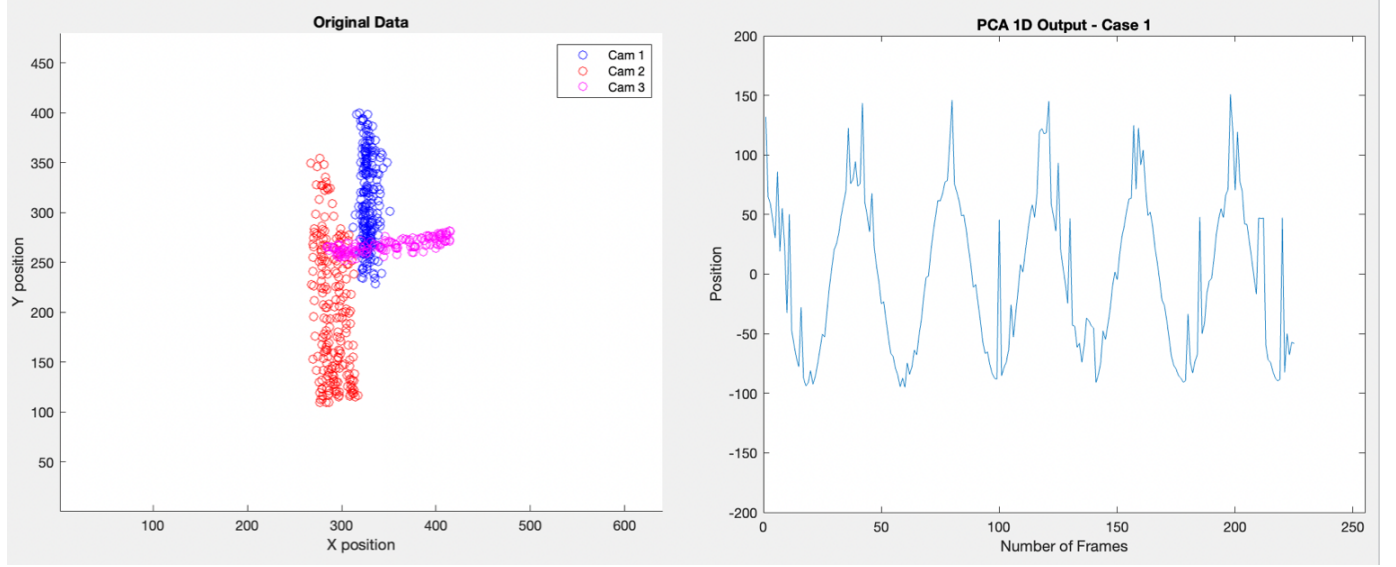 Original Data
450
400
350
300
250
200
150
100
50
100 200 300 400 500 600
X position
Y position
Cam 1
Cam 2
Cam 3
PCA 1D Output - Case 1
200
150
100
50
0
-50
-100
-150
-200
0 50 100 150 200 250
Number of Frames
Position